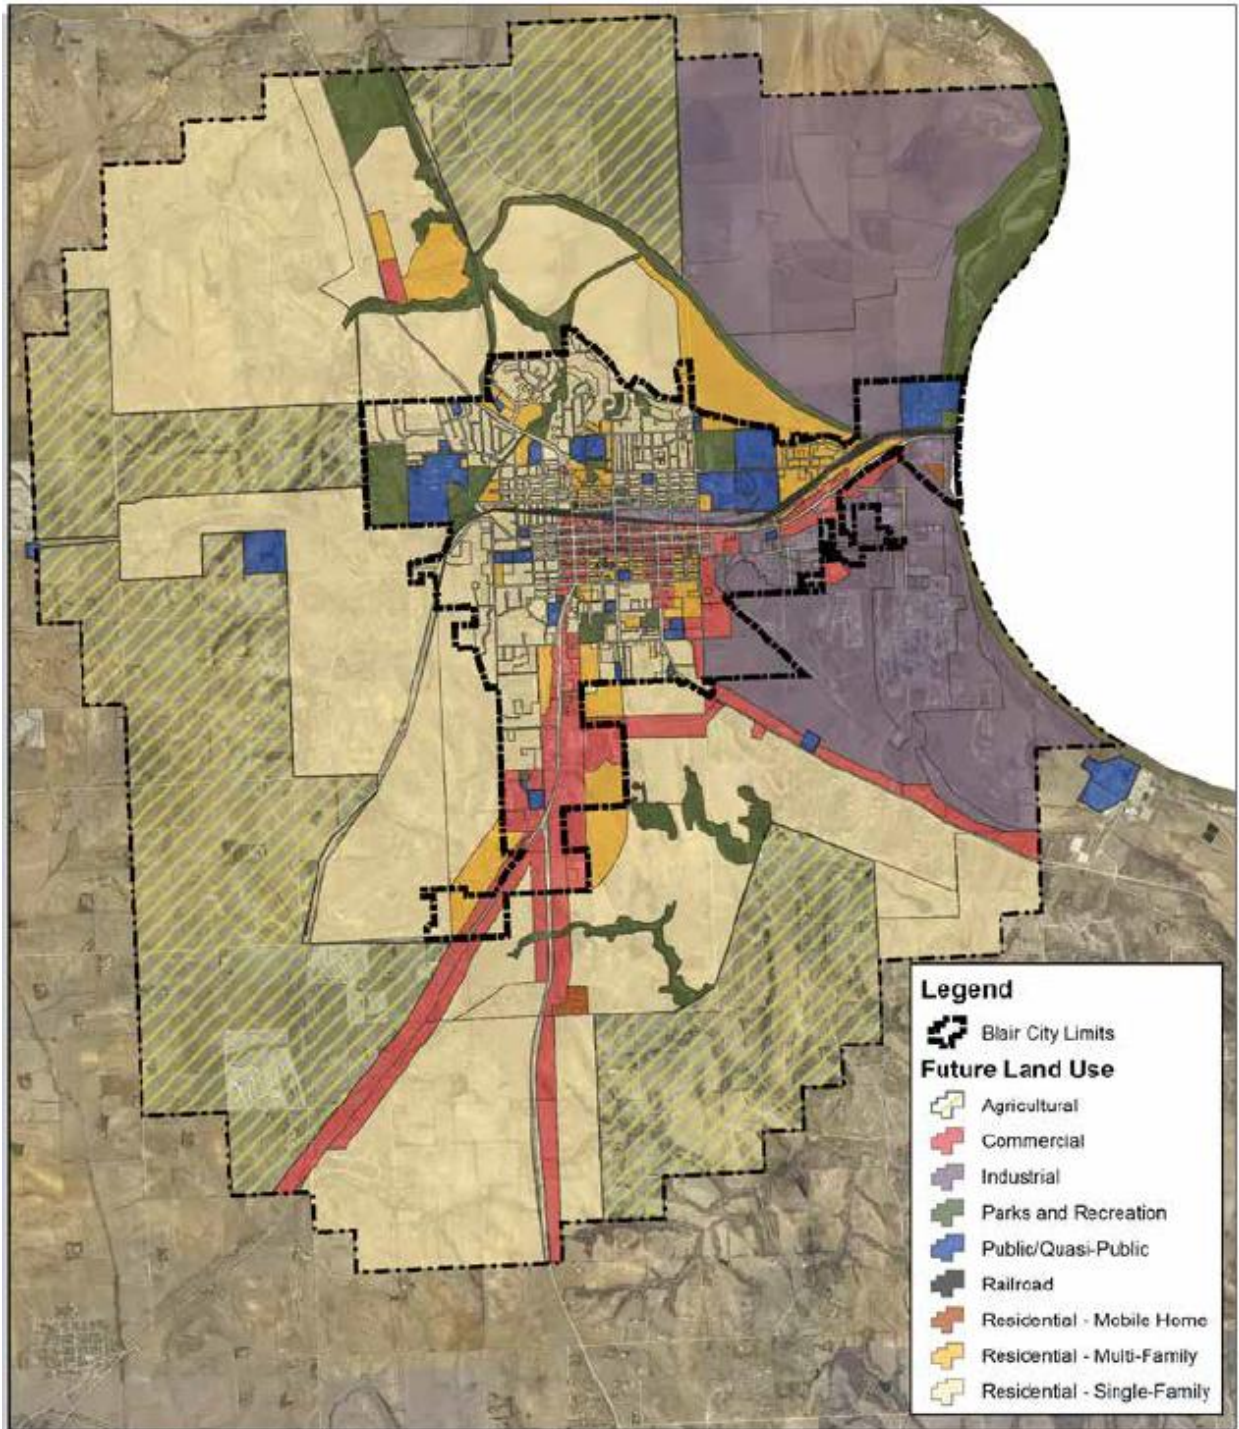 Legend
Blair City Limits
Future Land Use
Agricultural
Commercial
Industrial
Parks and Recreation
Public/Quasi-Public
Railroad
Residential - Mobile Home
Residential - Multi-Family
Residential - Single-Family